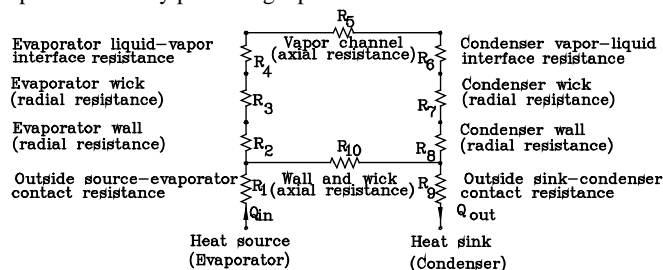 R5
Evaporator liquid–vapor
interface resistance
R4
Vapor channel
(axial resistance)
R6
Condenser vapor–liquid
interface resistance
Evaporator wick
(radial resistance)
R3
R7
Condenser wick
(radial resistance)
Evaporator wall
(radial resistance)
R2
R10
R8
Condenser wall
(radial resistance)
Outside source–evaporator
contact resistance
R1
Wall and wick
(axial resistance)
R9
Outside sink–condenser
contact resistance
Qin
Qout
Heat source
(Evaporator)
Heat sink
(Condenser)